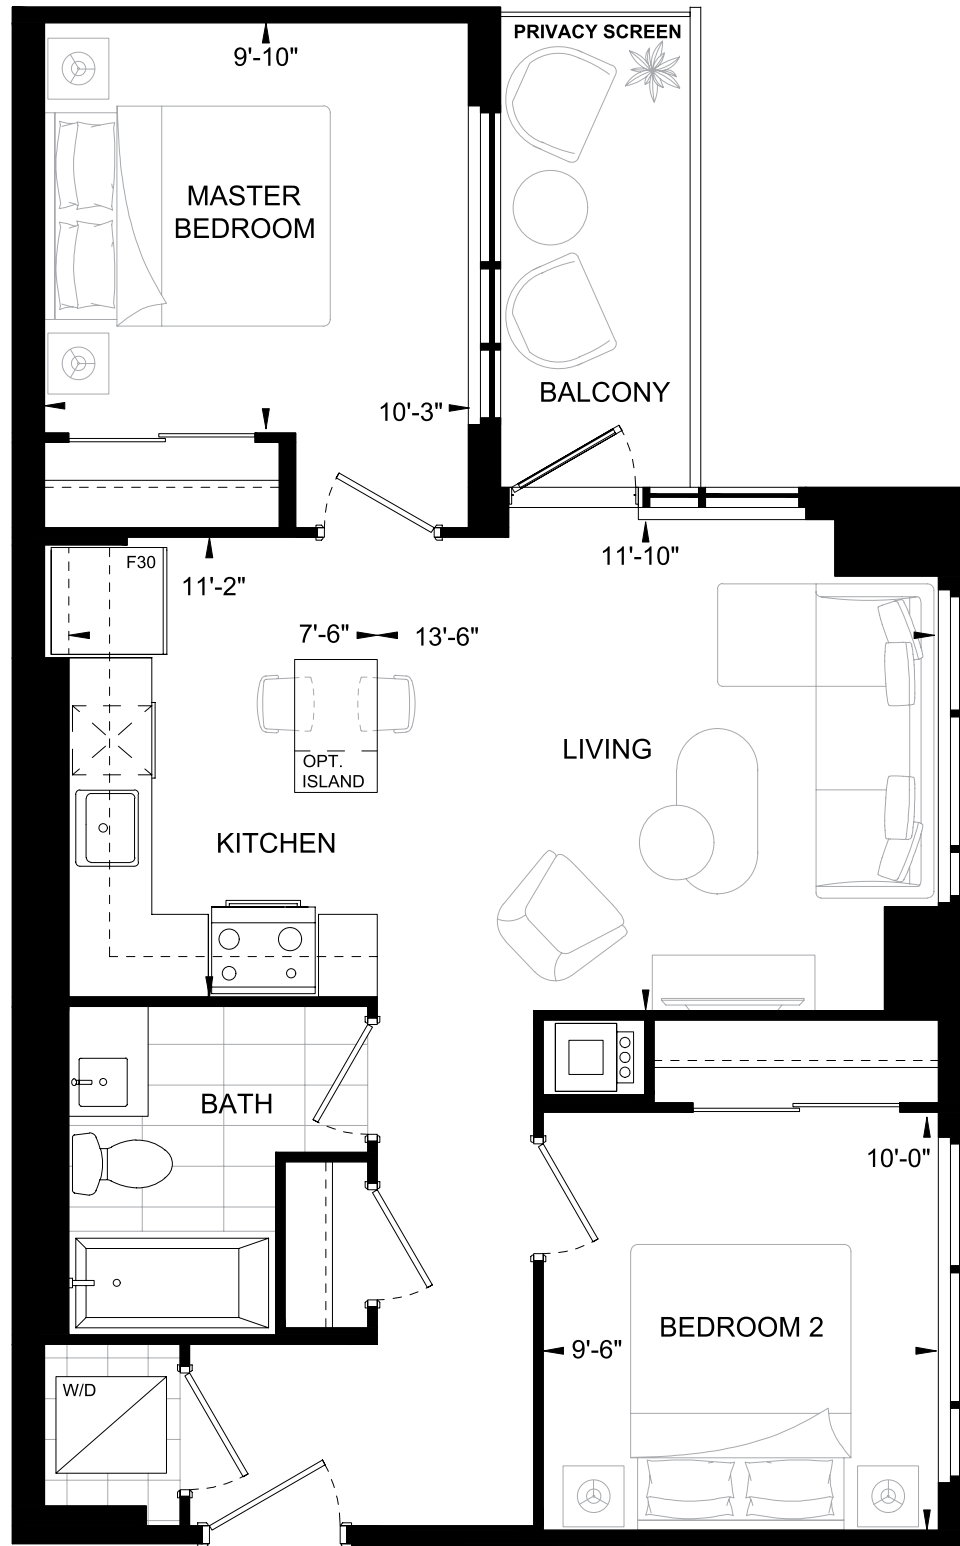 PRIVACY SCREEN
9'-10"
MASTER
BEDROOM
10'-3"
BALCONY
F30
11'-2"
11'-10"
7'-6"
13'-6"
LIVING
OPT.
ISLAND
KITCHEN
BATH
10'-0"
BEDROOM 2
9'-6"
W/D